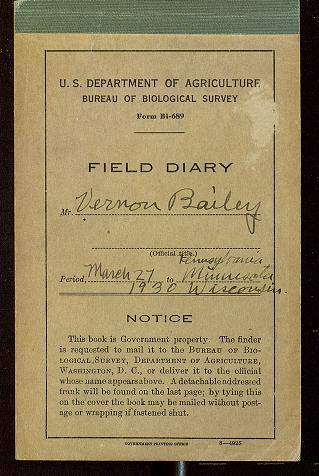 U. S. DEPARTMENT OF AGRICULTURE
BUREAU OF BIOLOGICAL SURVEY
Form Bi-689
FIELD DIARY
Mr. Vernon Bailey
(Official title.)
Pennsylvania
Period, March 27 to Minnesota
1930 Wisconsin.
NOTICE
This book is Government property. The finder
is requested to mail it to the BUREAU OF BIO-
LOGICAL SURVEY, DEPARTMENT OF AGRICULTURE,
WASHINGTON, D. C., or deliver it to the official
whose name appears above. A detachable addressed
frank will be found on the last page; by tying this
on the cover the book may be mailed without post-
age or wrapping if fastened shut.
GOVERNMENT PRINTING OFFICE 8—4925